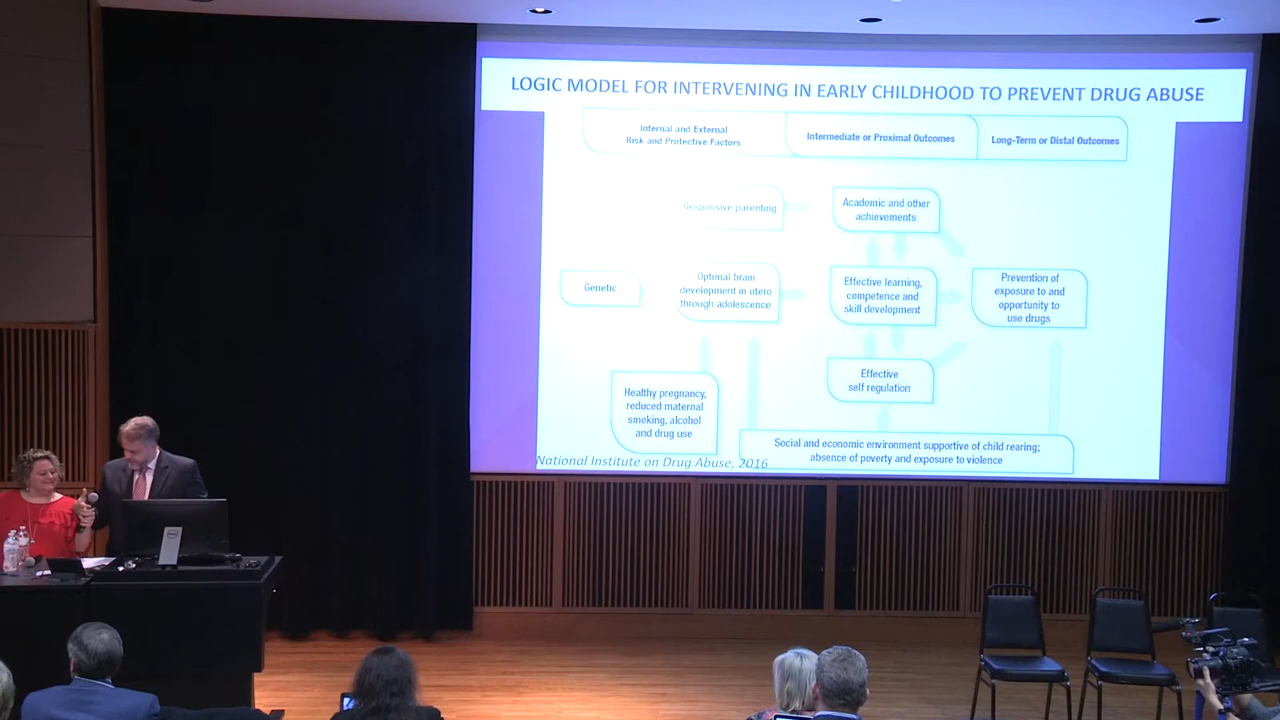 LOGIC MODEL FOR INTERVENING IN EARLY CHILDHOOD TO PREVENT DRUG ABUSE
Internal and External
Risk and Protective Factors
Intermediate or Proximal Outcomes
Long-Term or Distal Outcomes
Responsive parenting
Academic and other
achievements
Genetic
Optimal brain
development in utero
through adolescence
Effective learning,
competence and
skill development
Prevention of
exposure to and
opportunity to
use drugs
Effective
self regulation
Healthy pregnancy,
reduced maternal
smoking, alcohol
and drug use
Social and economic environment supportive of child rearing;
absence of poverty and exposure to violence
National Institute on Drug Abuse, 2016
DELL